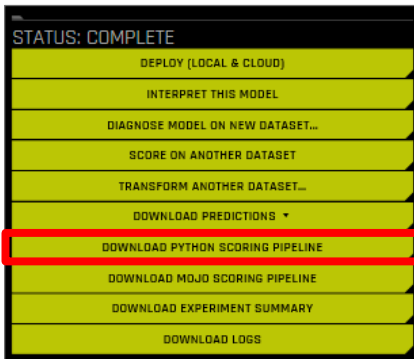 STATUS: COMPLETE
DEPLOY (LOCAL & CLOUD)
INTERPRET THIS MODEL
DIAGNOSE MODEL ON NEW DATASET...
SCORE ON ANOTHER DATASET
TRANSFORM ANOTHER DATASET...
DOWNLOAD PREDICTIONS
DOWNLOAD PYTHON SCORING PIPELINE
DOWNLOAD MOJO SCORING PIPELINE
DOWNLOAD EXPERIMENT SUMMARY
DOWNLOAD LOGS